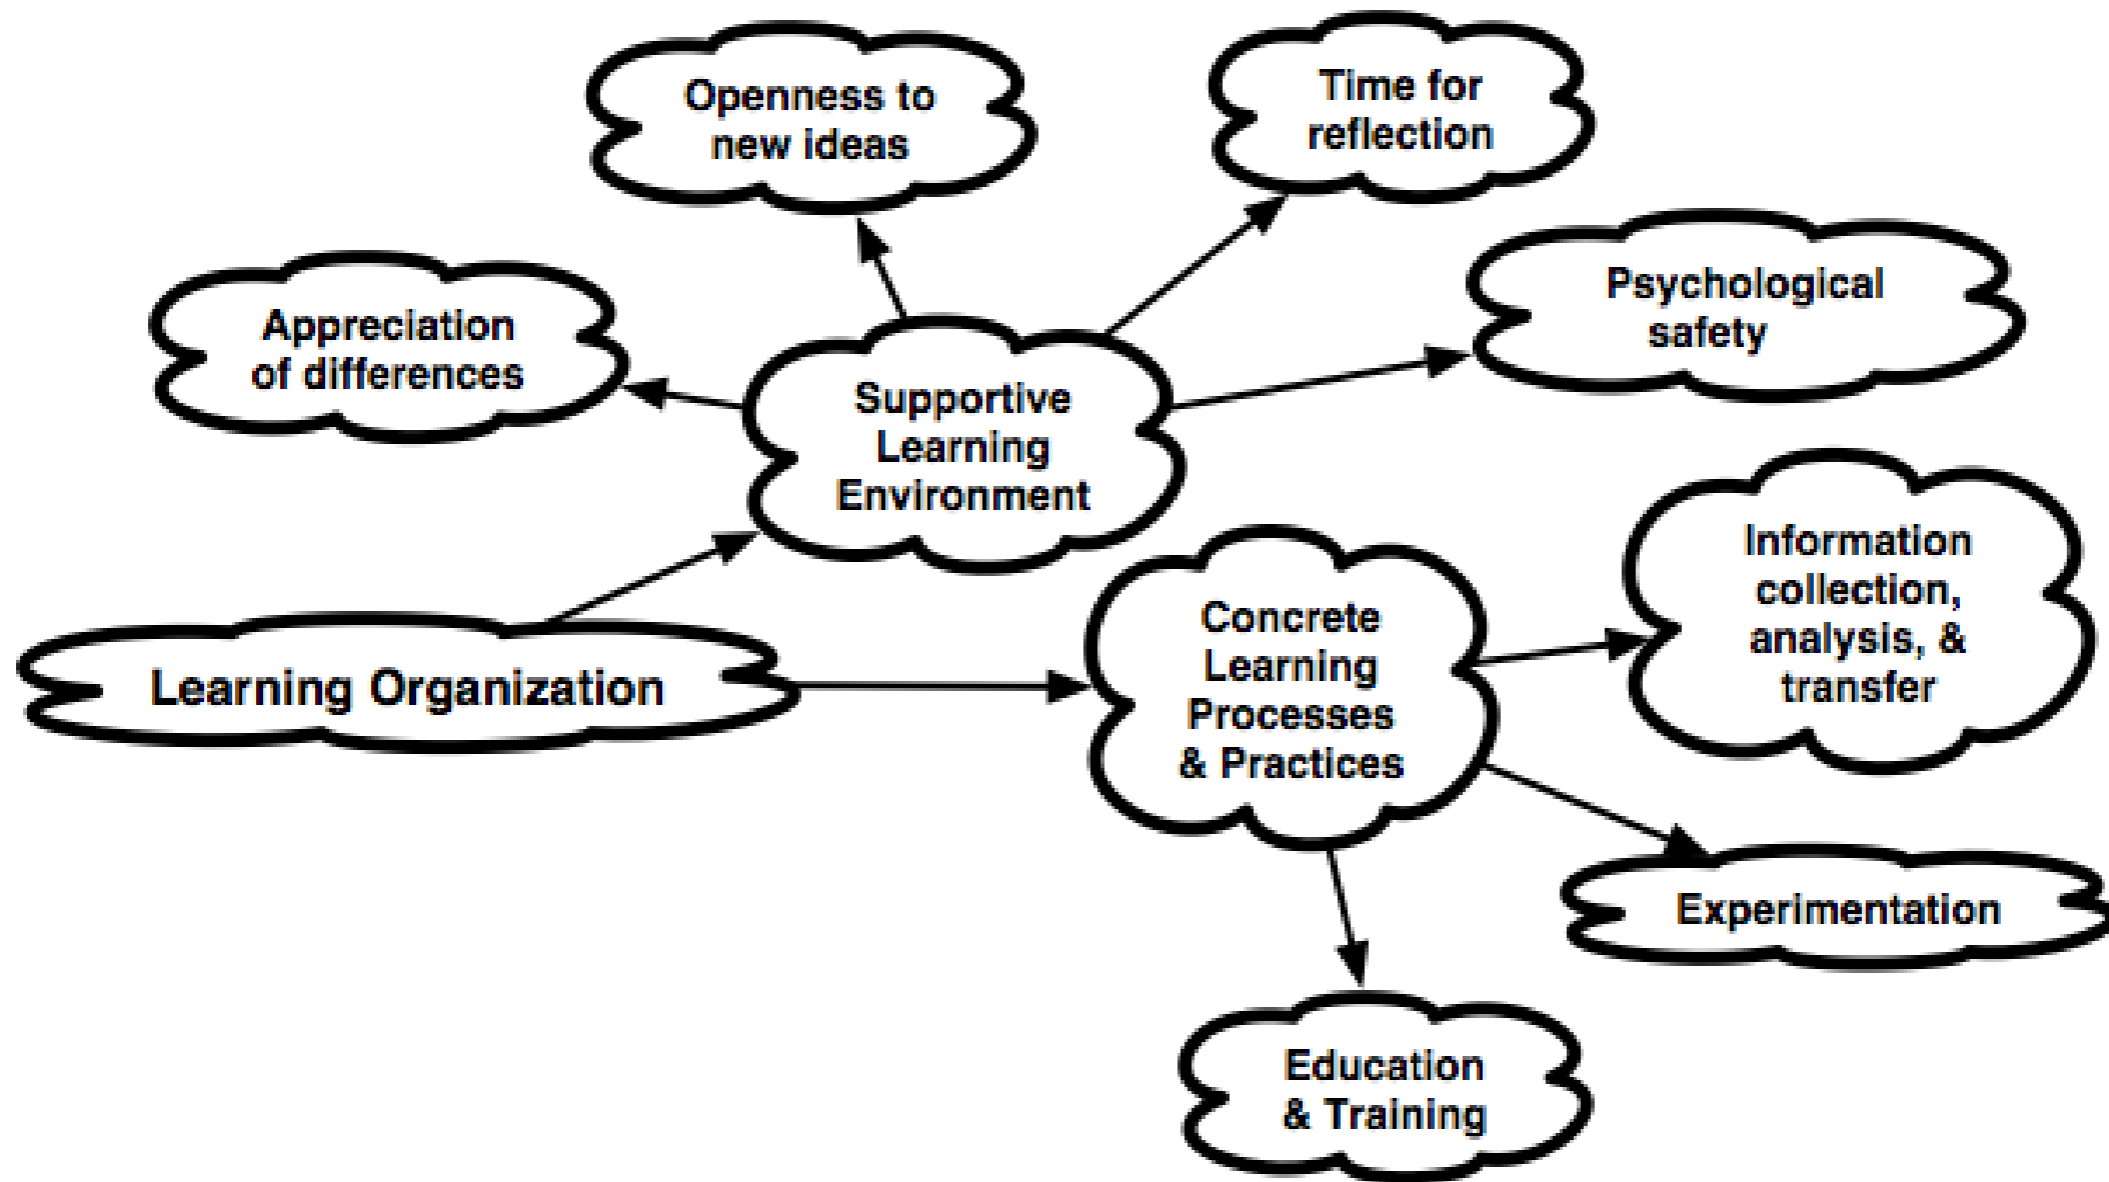 Openness to
new ideas
Time for
reflection
Psychological
safety
Appreciation
of differences
Supportive
Learning
Environment
Information
collection,
analysis, &
transfer
Concrete
Learning
Processes
& Practices
Learning Organization
Experimentation
Education
& Training